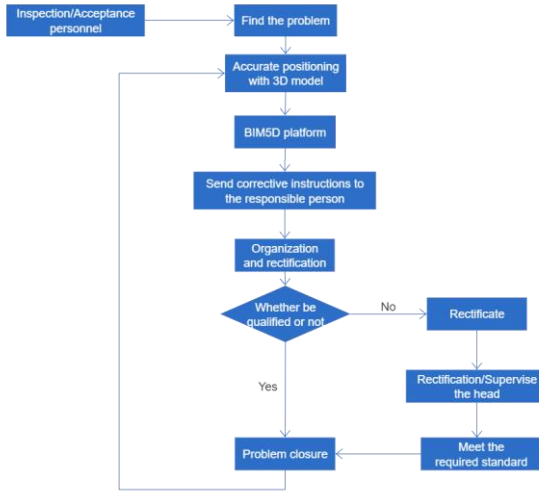 Inspection/Acceptance
personnel
Find the problem
Accurate positioning
with 3D model
BIM5D platform
Send corrective instructions to
the responsible person
Organization
and rectification
Whether be
qualified or not
No
Rectificate
Yes
Rectification/Supervise
the head
Problem closure
Meet the
required standard